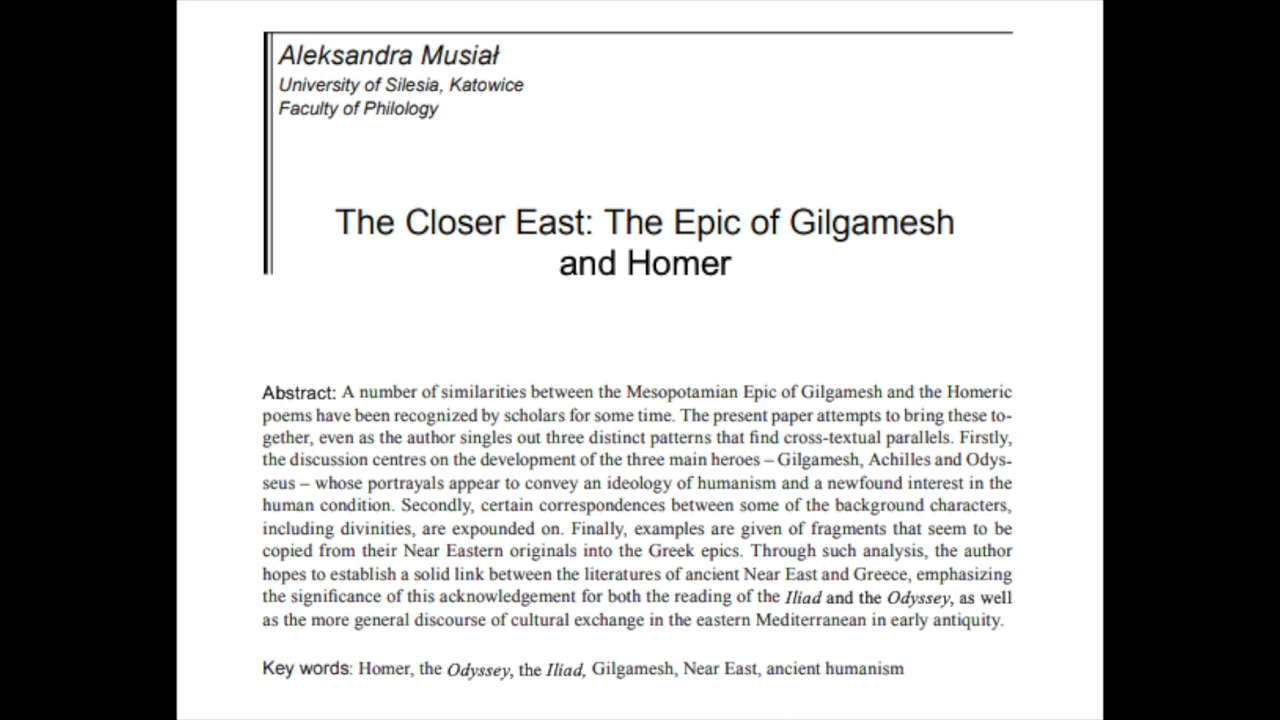 Aleksandra Musiał
University of Silesia, Katowice
Faculty of Philology
The Closer East: The Epic of Gilgamesh
and Homer
Abstract: A number of similarities between the Mesopotamian Epic of Gilgamesh and the Homeric
poems have been recognized by scholars for some time. The present paper attempts to bring these to-
gether, even as the author singles out three distinct patterns that find cross-textual parallels. Firstly,
the discussion centres on the development of the three main heroes – Gilgamesh, Achilles and Odys-
seus – whose portrayals appear to convey an ideology of humanism and a newfound interest in the
human condition. Secondly, certain correspondences between some of the background characters,
including divinities, are expounded on. Finally, examples are given of fragments that seem to be
copied from their Near Eastern originals into the Greek epics. Through such analysis, the author
hopes to establish a solid link between the literatures of ancient Near East and Greece, emphasizing
the significance of this acknowledgement for both the reading of the Iliad and the Odyssey, as well
as the more general discourse of cultural exchange in the eastern Mediterranean in early antiquity.
Key words: Homer, the Odyssey, the Iliad, Gilgamesh, Near East, ancient humanism